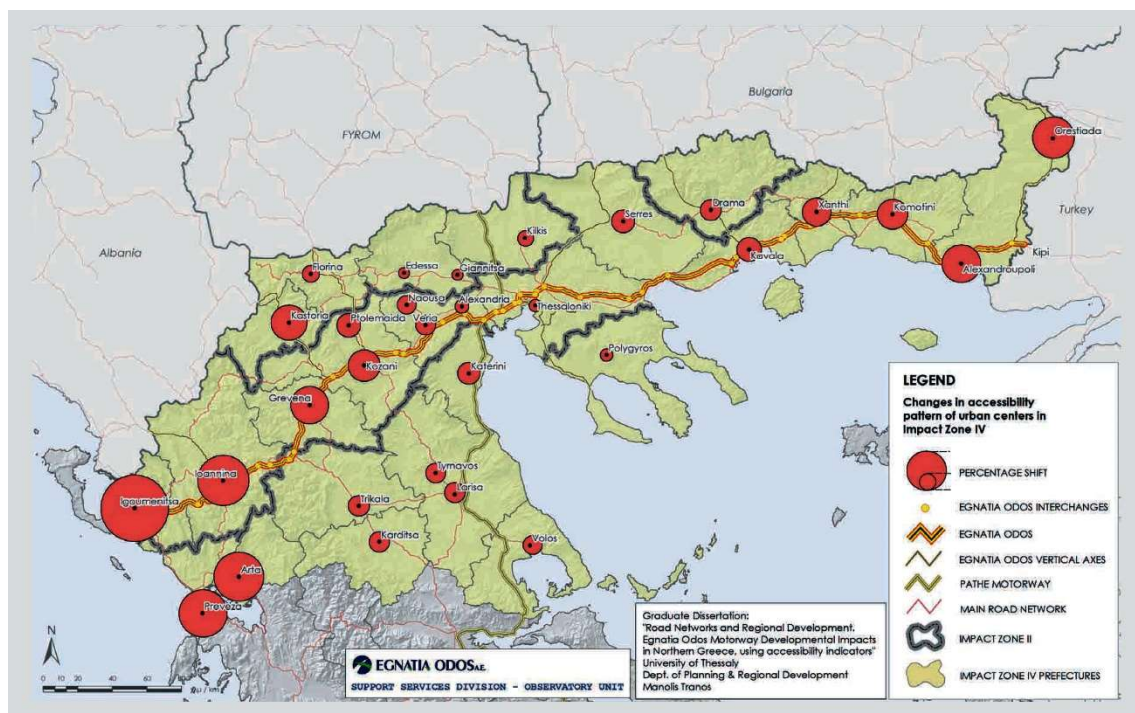 Bulgaria
FYROM
Albania
Turkey
Orestiada
Drama
Xanthi
Komotini
Serres
Kilkis
Kavala
Kipi
Alexandroupoli
Florina
Edessa
Giannitsa
Naousa
Alexandria
Thessaloniki
Kastoria
Ptolemaida
Veria
Polygyros
Kozani
Katerini
Grevena
Ioannina
Tyrnavos
Igoumenitsa
Larisa
Trikala
Karditsa
Volos
Arta
Preveza
LEGEND
Changes in accessibility
pattern of urban centers in
Impact Zone IV
PERCENTAGE SHIFT
EGNATIA ODOS INTERCHANGES
EGNATIA ODOS
EGNATIA ODOS VERTICAL AXES
PATHE MOTORWAY
MAIN ROAD NETWORK
IMPACT ZONE II
IMPACT ZONE IV PREFECTURES
Graduate Dissertation:
"Road Networks and Regional Development.
Egnatia Odos Motorway Developmental Impacts
in Northern Greece, using accessibility indicators"
University of Thessaly
Dept. of Planning & Regional Development
Manolis Tranos
EGNATIA ODOS A.E.
SUPPORT SERVICES DIVISION - OBSERVATORY UNIT
N
20 0 20 40 60